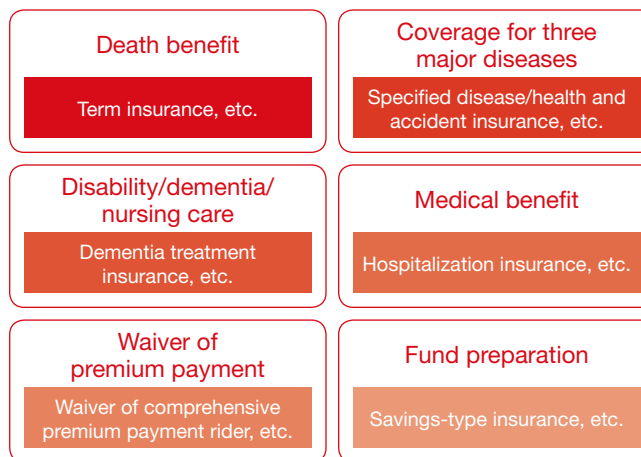 Death benefit
Term insurance, etc.
Coverage for three
major diseases
Specified disease/health and
accident insurance, etc.
Disability/dementia/
nursing care
Dementia treatment
insurance, etc.
Medical benefit
Hospitalization insurance, etc.
Waiver of
premium payment
Waiver of comprehensive
premium payment rider, etc.
Fund preparation
Savings-type insurance, etc.